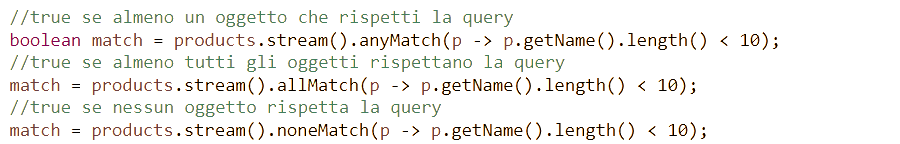 //true se almeno un oggetto che rispetti la query
boolean match = products.stream().anyMatch(p -> p.getName().length() < 10);
//true se almeno tutti gli oggetti rispettano la query
match = products.stream().allMatch(p -> p.getName().length() < 10);
//true se nessun oggetto rispetta la query
match = products.stream().noneMatch(p -> p.getName().length() < 10);